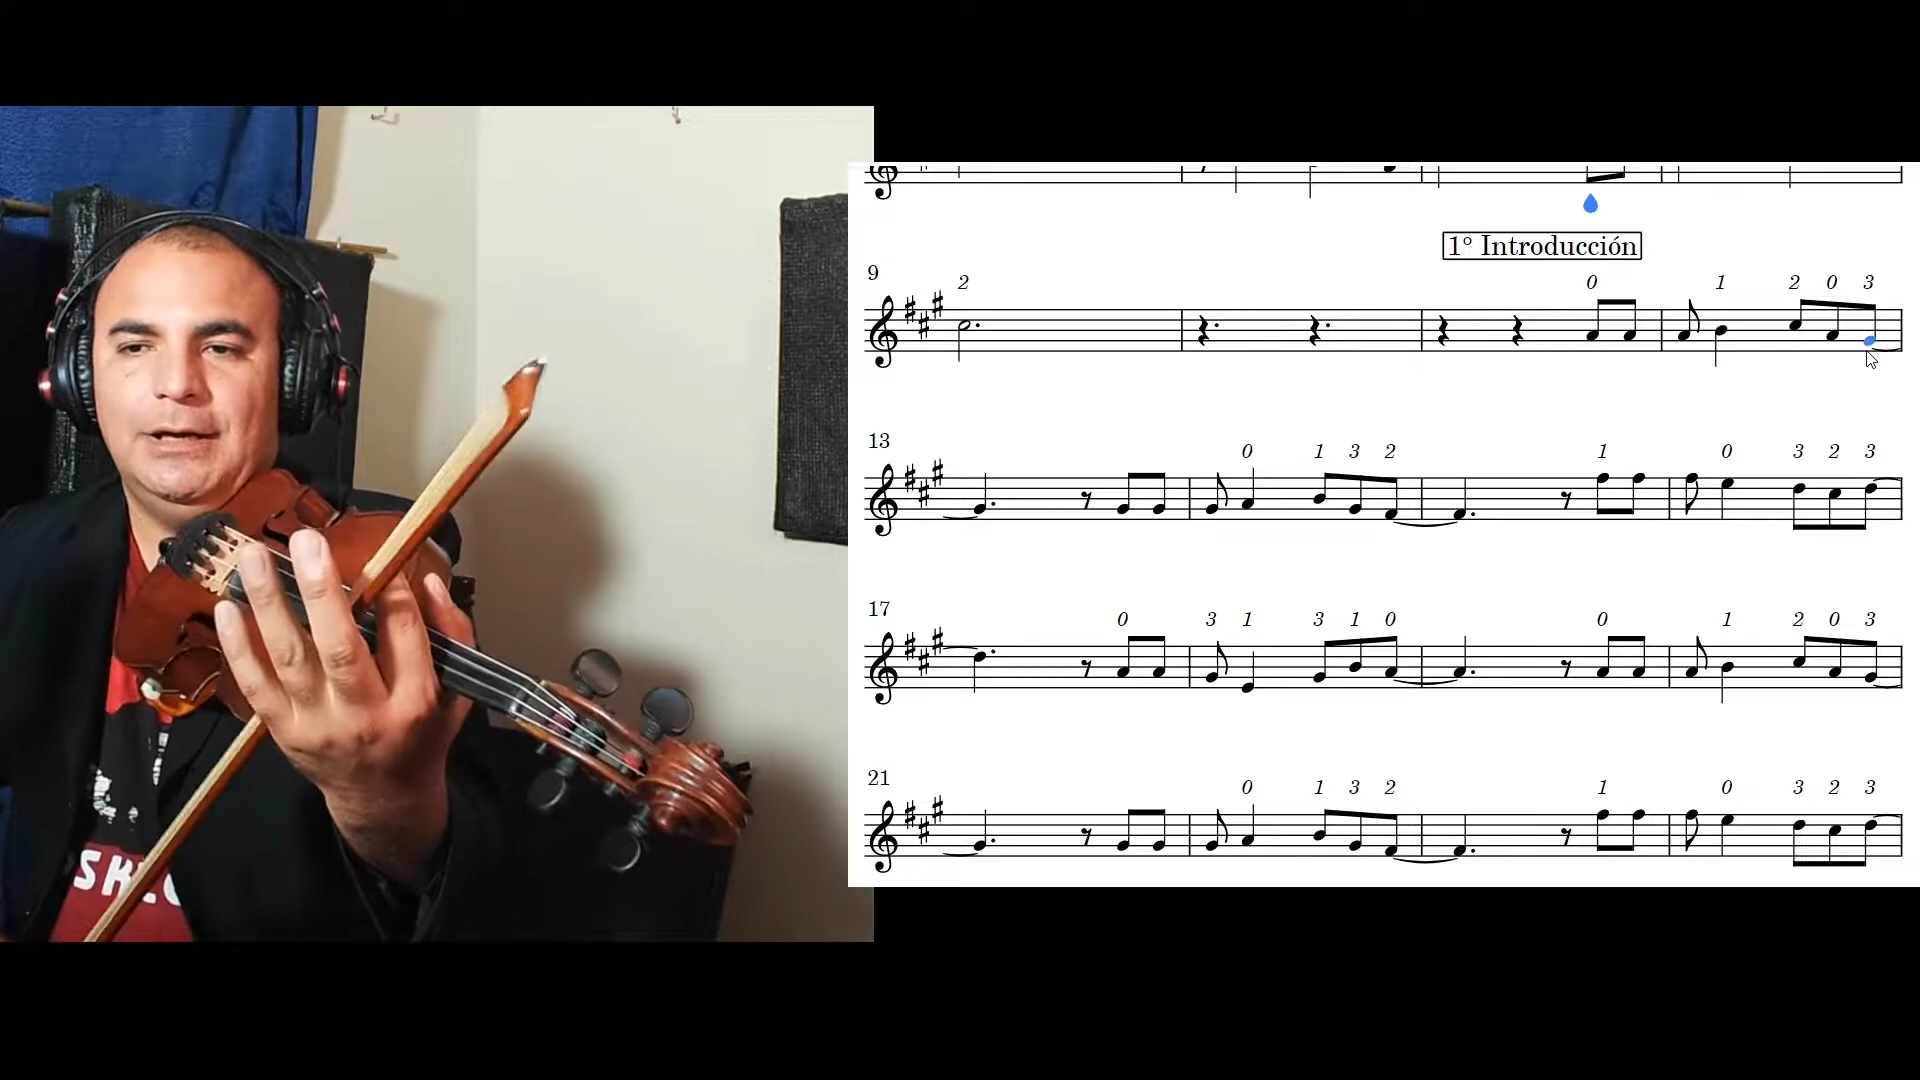 1° Introducción
9
2 0 1 2 0 3
13
0 1 3 2 1 0 3 2 3
17
0 3 1 3 1 0 0 1 2 0 3
21
0 1 3 2 1 0 3 2 3